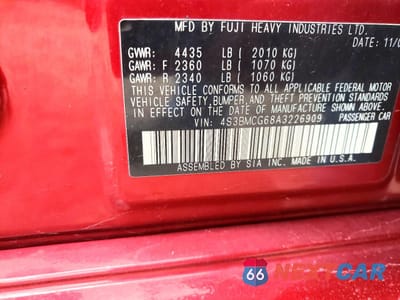 MFD BY FUJI HEAVY INDUSTRIES LTD.
DATE: 11/0
GVWR: 4435 LB ( 2010 KG)
GAWR: F 2360 LB ( 1070 KG)
GAWR: R 2340 LB ( 1060 KG)
THIS VEHICLE CONFORMS TO ALL APPLICABLE FEDERAL MOTOR
VEHICLE SAFETY, BUMPER, AND THEFT PREVENTION STANDARDS
IN EFFECT ON THE DATE OF MANUFACTURE SHOWN ABOVE.
VIN: 4S3BMCG68A3226909 PASSENGER CAR
ASSEMBLED BY SIA INC. MADE IN U.S.A.
66
CAR